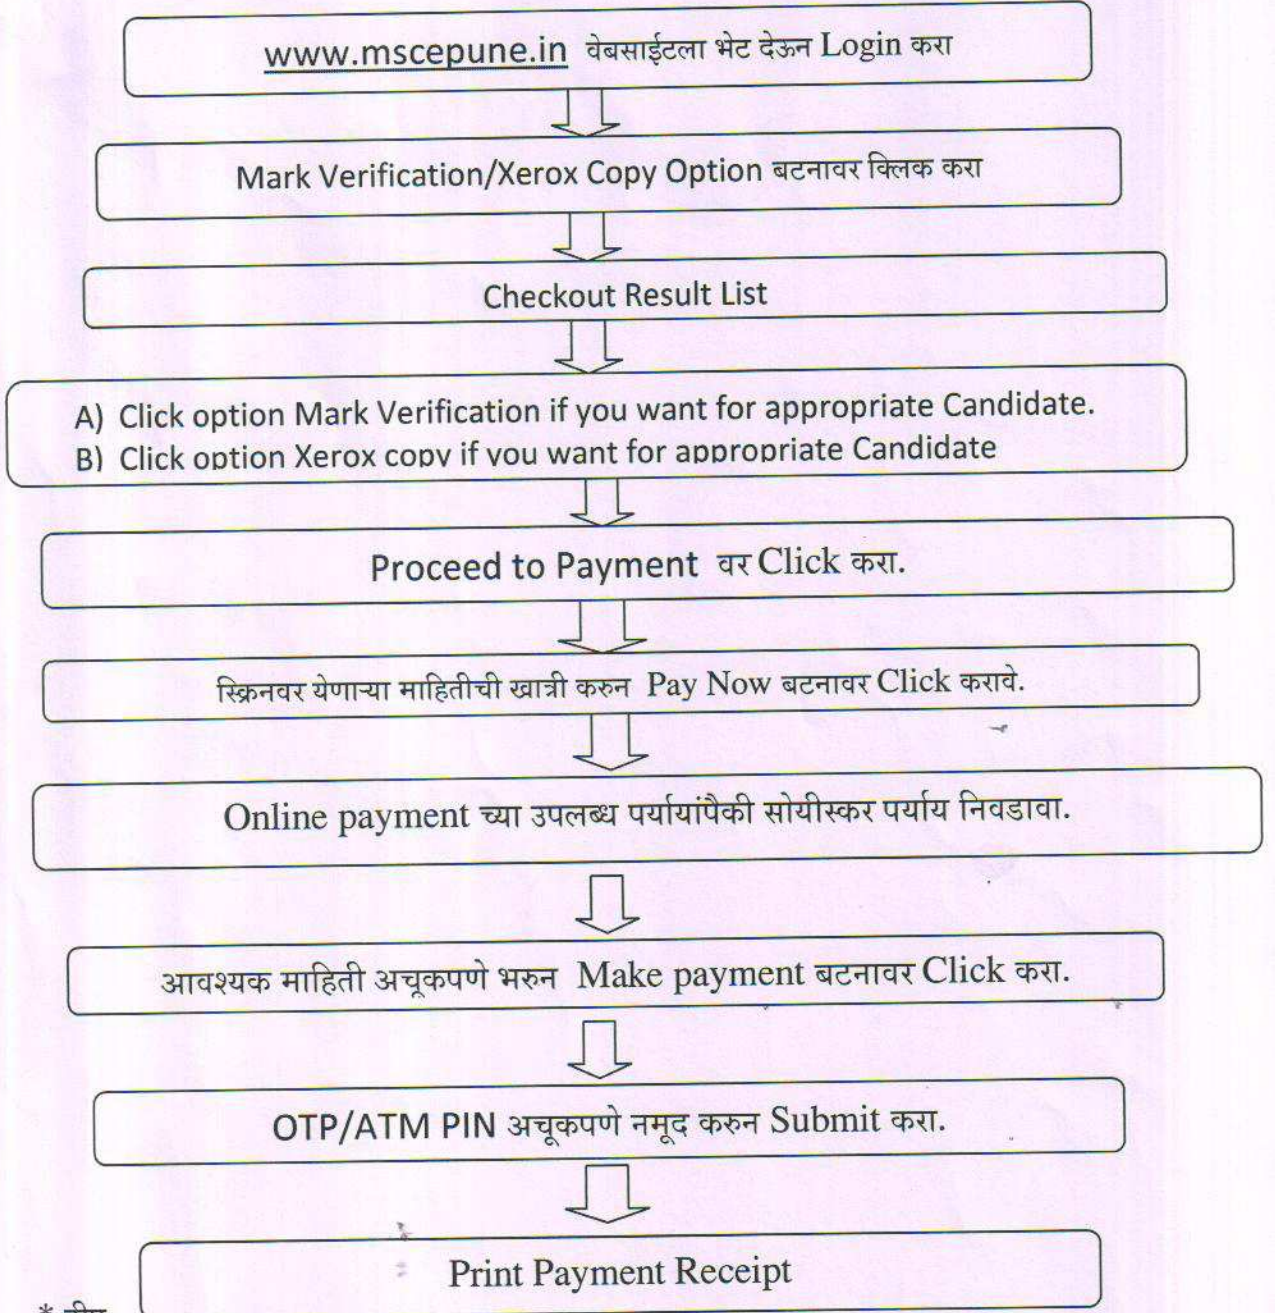 www.mscepune.in वेबसाईटला भेट देऊन Login करा
Mark Verification/Xerox Copy Option बटनावर क्लिक करा
Checkout Result List
A) Click option Mark Verification if you want for appropriate Candidate.
B) Click option Xerox copy if you want for appropriate Candidate
Proceed to Payment वर Click करा.
स्क्रिनवर येणाऱ्या माहितीची खात्री करुन Pay Now बटनावर Click करावे.
Online payment च्या उपलब्ध पर्यायांपैकी सोयीस्कर पर्याय निवडावा.
आवश्यक माहिती अचूकपणे भरुन Make payment बटनावर Click करा.
OTP/ATM PIN अचूकपणे नमूद करुन Submit करा.
Print Payment Receipt
*